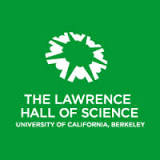 THE LAWRENCE
HALL OF SCIENCE
UNIVERSITY OF CALIFORNIA, BERKELEY